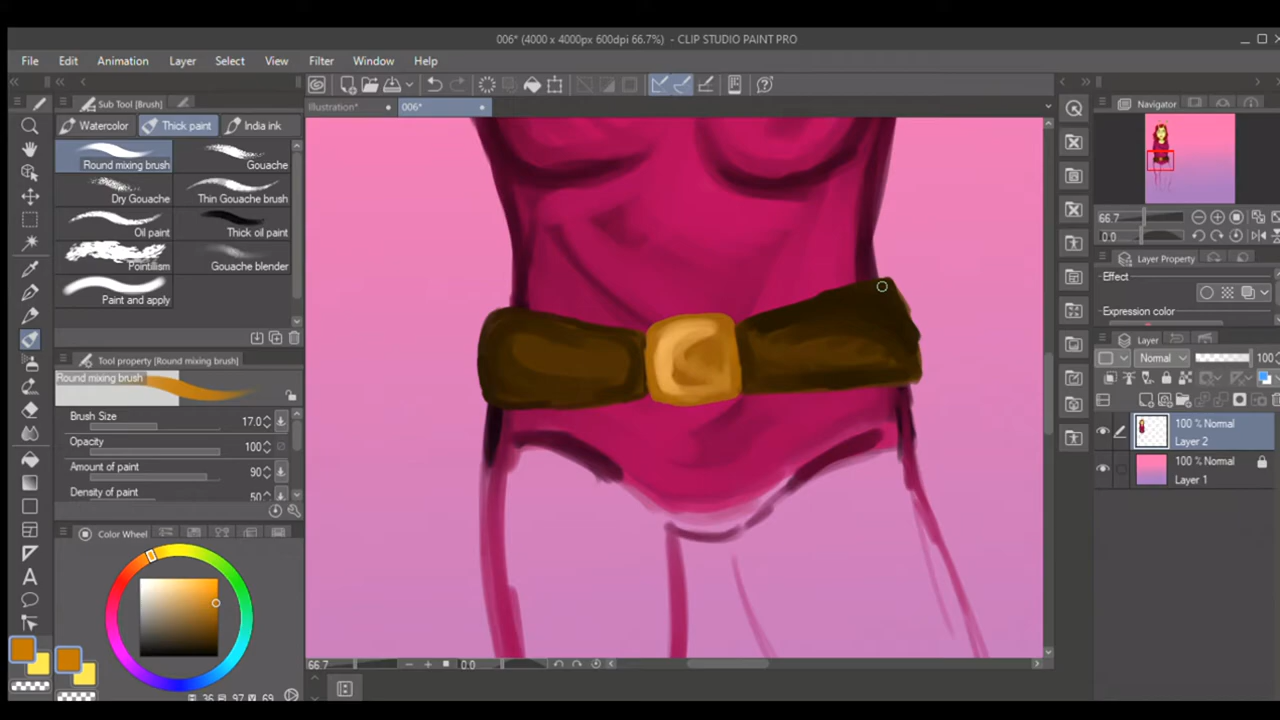 006* (4000 x 4000px 600dpi 66.7%) - CLIP STUDIO PAINT PRO
File Edit Animation Layer Select View Filter Window Help
Sub Tool [Brush]
Watercolor Thick paint India ink
Round mixing brush Gouache
Dry Gouache Thin Gouache brush
Oil paint Thick oil paint
Pointillism Gouache blender
Paint and apply
Tool property [Round mixing brush]
Round mixing brush
Brush Size 17.0
Opacity 100
Amount of paint 90
Density of paint 50
Color Wheel
36 97 69
Illustration* 006*
66.7 0.0
Navigator
66.7
0.0
Layer Property
Effect
Expression color
Layer
Normal 100
100 % Normal
Layer 2
100 % Normal
Layer 1